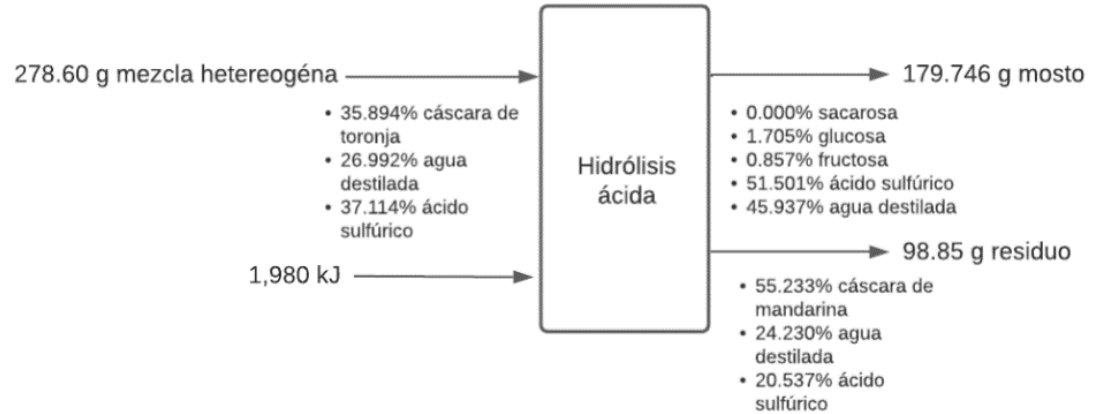 278.60 g mezcla hetereogéna
• 35.894% cáscara de
toronja
• 26.992% agua
destilada
• 37.114% ácido
sulfúrico
1,980 kJ
Hidrólisis
ácida
179.746 g mosto
• 0.000% sacarosa
• 1.705% glucosa
• 0.857% fructosa
• 51.501% ácido sulfúrico
• 45.937% agua destilada
98.85 g residuo
• 55.233% cáscara de
mandarina
• 24.230% agua
destilada
• 20.537% ácido
sulfúrico